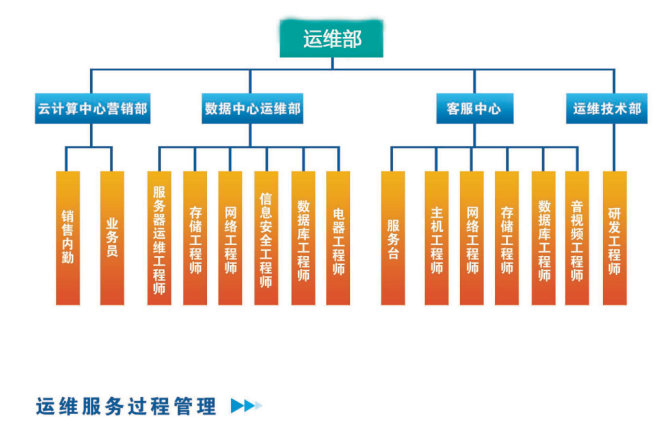 运维部
云计算中心营销部
数据中心运维部
客服中心
运维技术部
销售内勤
业务员
服务器运维工程师
存储工程师
网络工程师
信息安全工程师
数据库工程师
电器工程师
服务台
主机工程师
网络工程师
存储工程师
数据库工程师
音视频工程师
研发工程师
运维服务过程管理